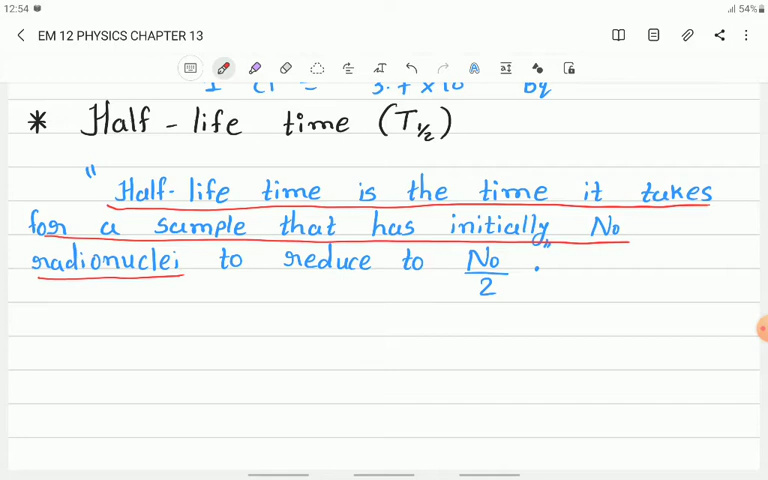 12:54
54%
EM 12 PHYSICS CHAPTER 13
* Half-life time (T½)
"Half-life time is the time it takes
for a sample that has initially No
radionuclei to reduce to No/2."